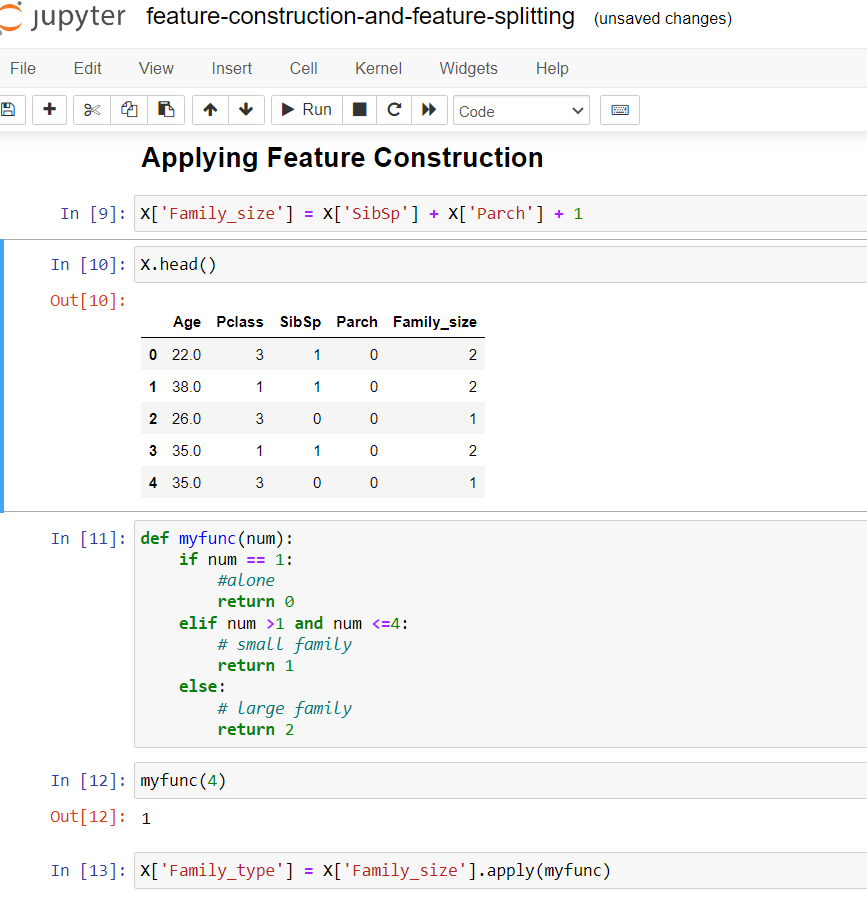 jupyter feature-construction-and-feature-splitting (unsaved changes)
File Edit View Insert Cell Kernel Widgets Help
Run Code
Applying Feature Construction
In [9]: X['Family_size'] = X['SibSp'] + X['Parch'] + 1
In [10]: X.head()
Out[10]:
Age Pclass SibSp Parch Family_size
0 22.0 3 1 0 2
1 38.0 1 1 0 2
2 26.0 3 0 0 1
3 35.0 1 1 0 2
4 35.0 3 0 0 1
In [11]: def myfunc(num):
if num == 1:
#alone
return 0
elif num >1 and num <=4:
# small family
return 1
else:
# large family
return 2
In [12]: myfunc(4)
Out[12]: 1
In [13]: X['Family_type'] = X['Family_size'].apply(myfunc)